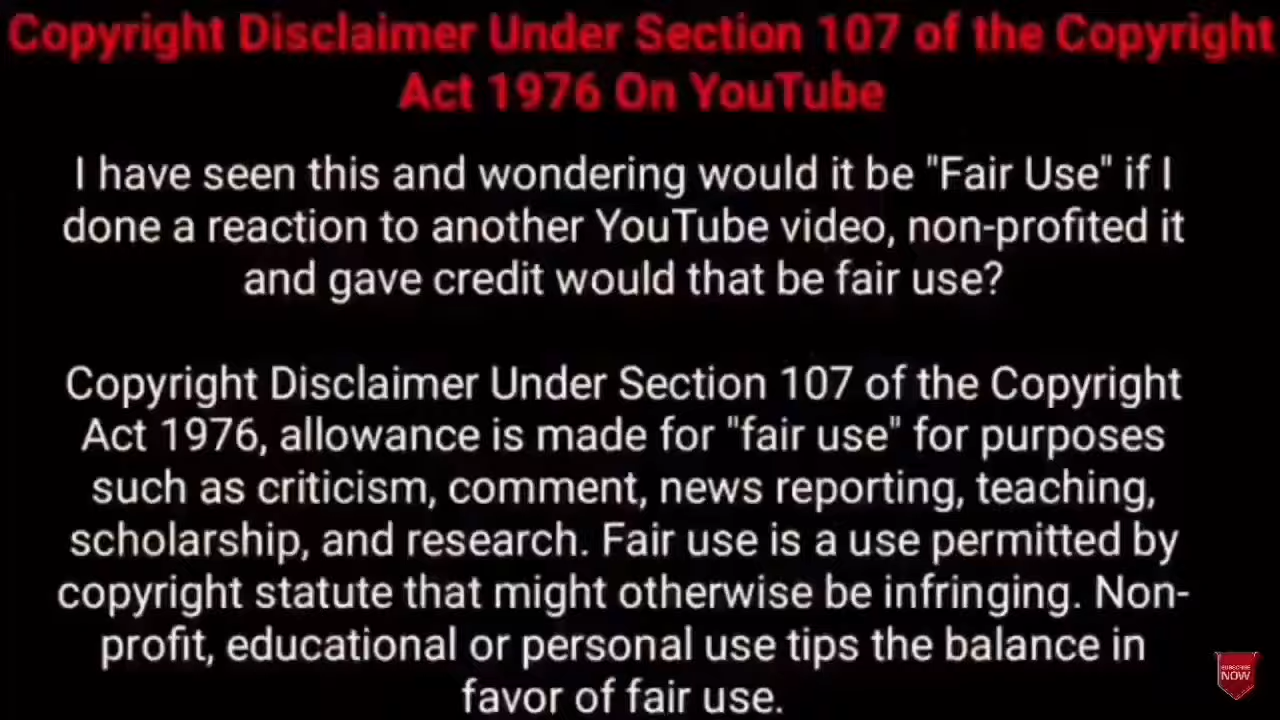 Copyright Disclaimer Under Section 107 of the Copyright
Act 1976 On YouTube
I have seen this and wondering would it be "Fair Use" if I
done a reaction to another YouTube video, non-profited it
and gave credit would that be fair use?
Copyright Disclaimer Under Section 107 of the Copyright
Act 1976, allowance is made for "fair use" for purposes
such as criticism, comment, news reporting, teaching,
scholarship, and research. Fair use is a use permitted by
copyright statute that might otherwise be infringing. Non-
profit, educational or personal use tips the balance in
favor of fair use.
SUBSCRIBE
NOW